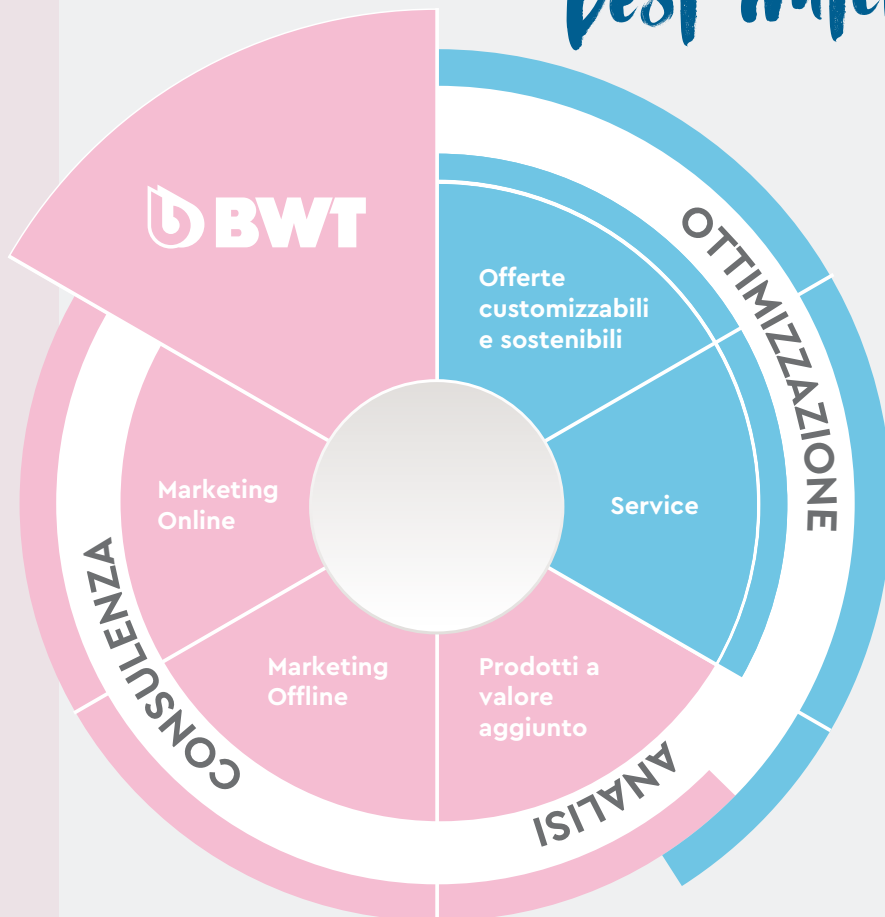 BWT
OTTIMIZZAZIONE
Offerte
customizzabili
e sostenibili
Service
Prodotti a
valore
aggiunto
ANALISI
Marketing
Offline
Marketing
Online
CONSULENZA